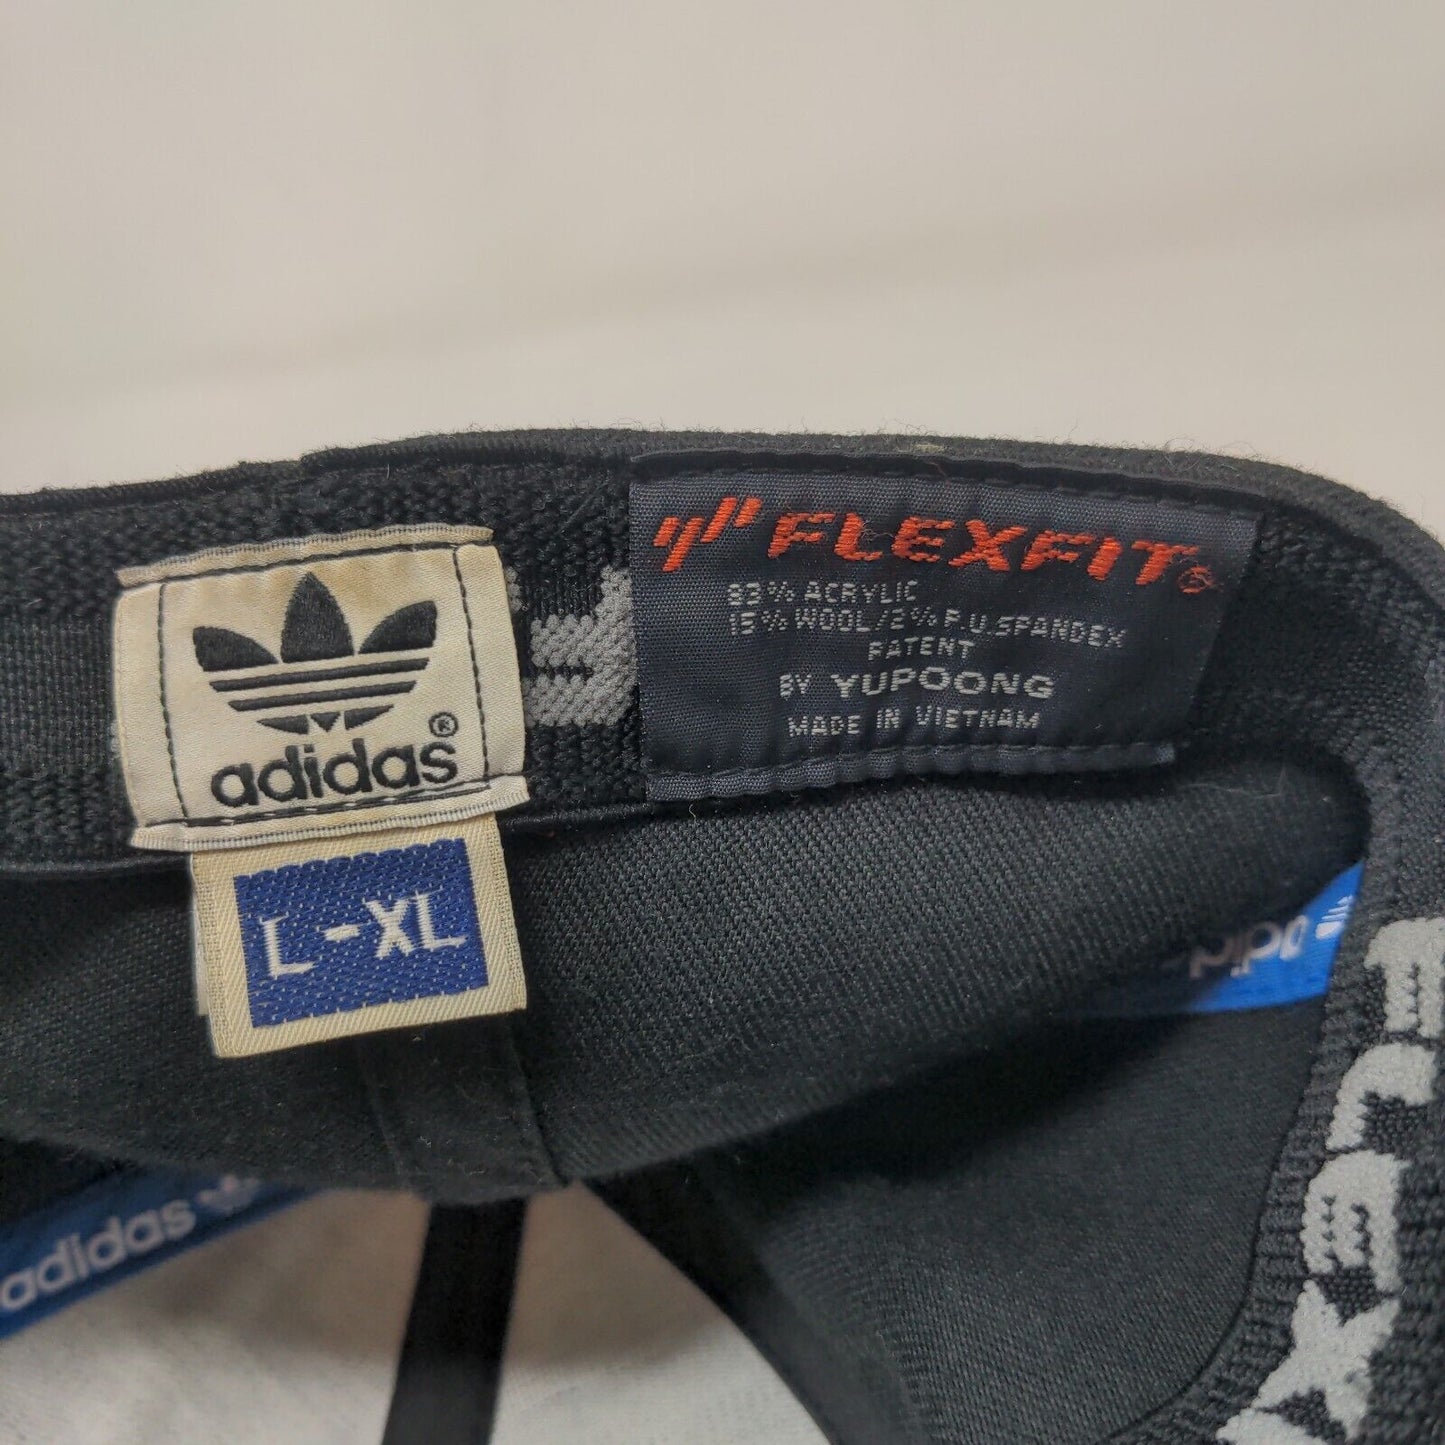 adidas®
L-XL
FLEXFIT®
83% ACRYLIC
15% WOOL/2% P.U.SPANDEX
PATENT
BY YUPOONG
MADE IN VIETNAM
adidas